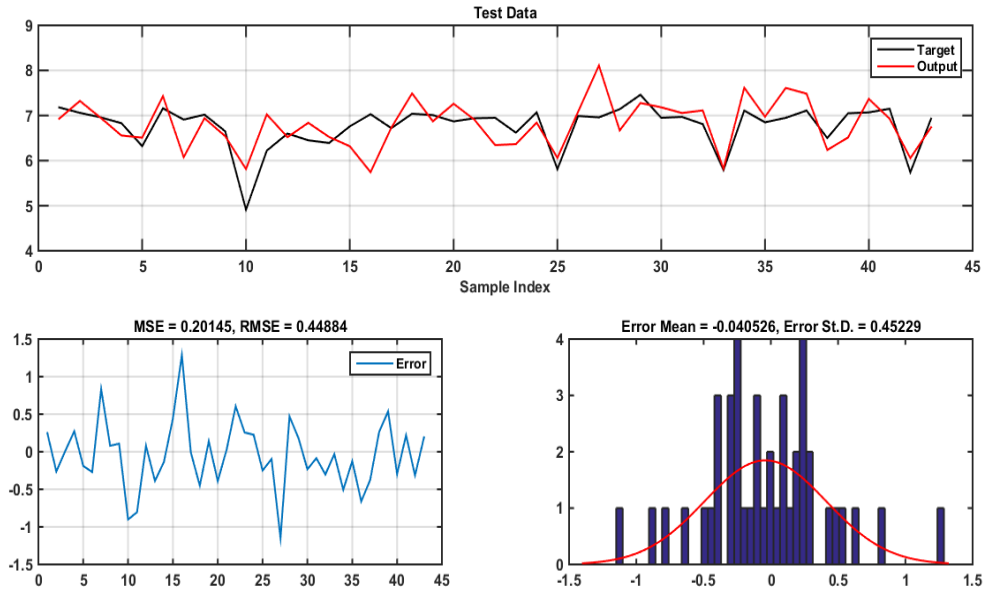 Test Data
9
8
7
6
5
4
Target
Output
0 5 10 15 20 25 30 35 40 45
Sample Index
MSE = 0.20145, RMSE = 0.44884
1.5
1
0.5
0
-0.5
-1
-1.5
Error
0 5 10 15 20 25 30 35 40 45
Error Mean = -0.040526, Error St.D. = 0.45229
4
3
2
1
0
-1.5 -1 -0.5 0 0.5 1 1.5